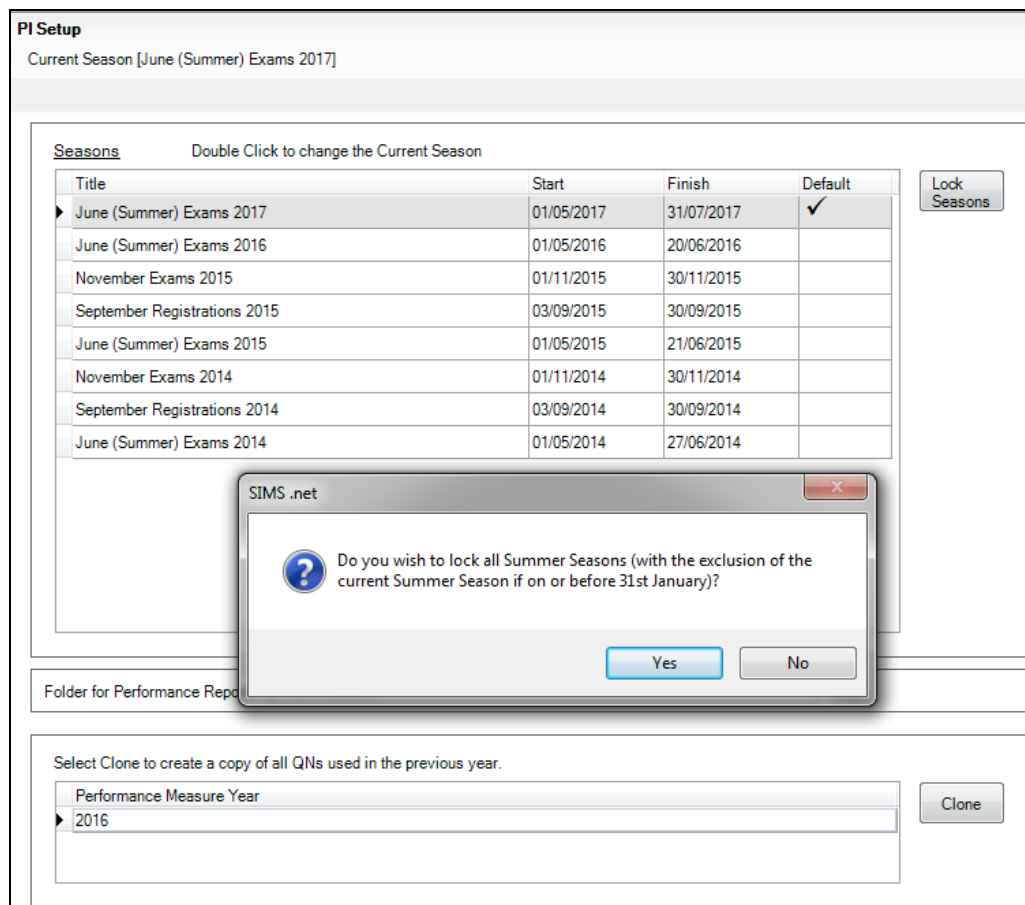 PI Setup
Current Season [June (Summer) Exams 2017]
Seasons Double Click to change the Current Season
Title Start Finish Default
Lock
Seasons
June (Summer) Exams 2017 01/05/2017 31/07/2017 ✓
June (Summer) Exams 2016 01/05/2016 20/06/2016
November Exams 2015 01/11/2015 30/11/2015
September Registrations 2015 03/09/2015 30/09/2015
June (Summer) Exams 2015 01/05/2015 21/06/2015
November Exams 2014 01/11/2014 30/11/2014
September Registrations 2014 03/09/2014 30/09/2014
June (Summer) Exams 2014 01/05/2014 27/06/2014
SIMS .net
Do you wish to lock all Summer Seasons (with the exclusion of the
current Summer Season if on or before 31st January)?
Yes No
Folder for Performance Repo
Select Clone to create a copy of all QNs used in the previous year.
Performance Measure Year
Clone
2016